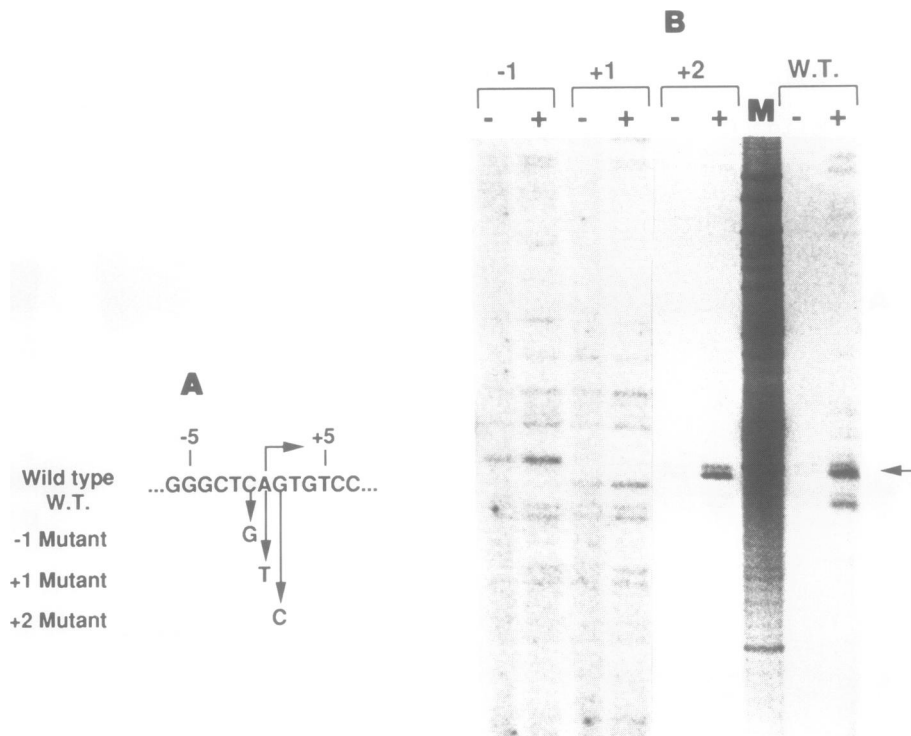 A
-5 +5
Wild type
W.T.
...GGGCTCAGTGTCC...
-1 Mutant
G
+1 Mutant
T
+2 Mutant
C
B
-1 +1 +2 W.T.
- + - + - + M - +